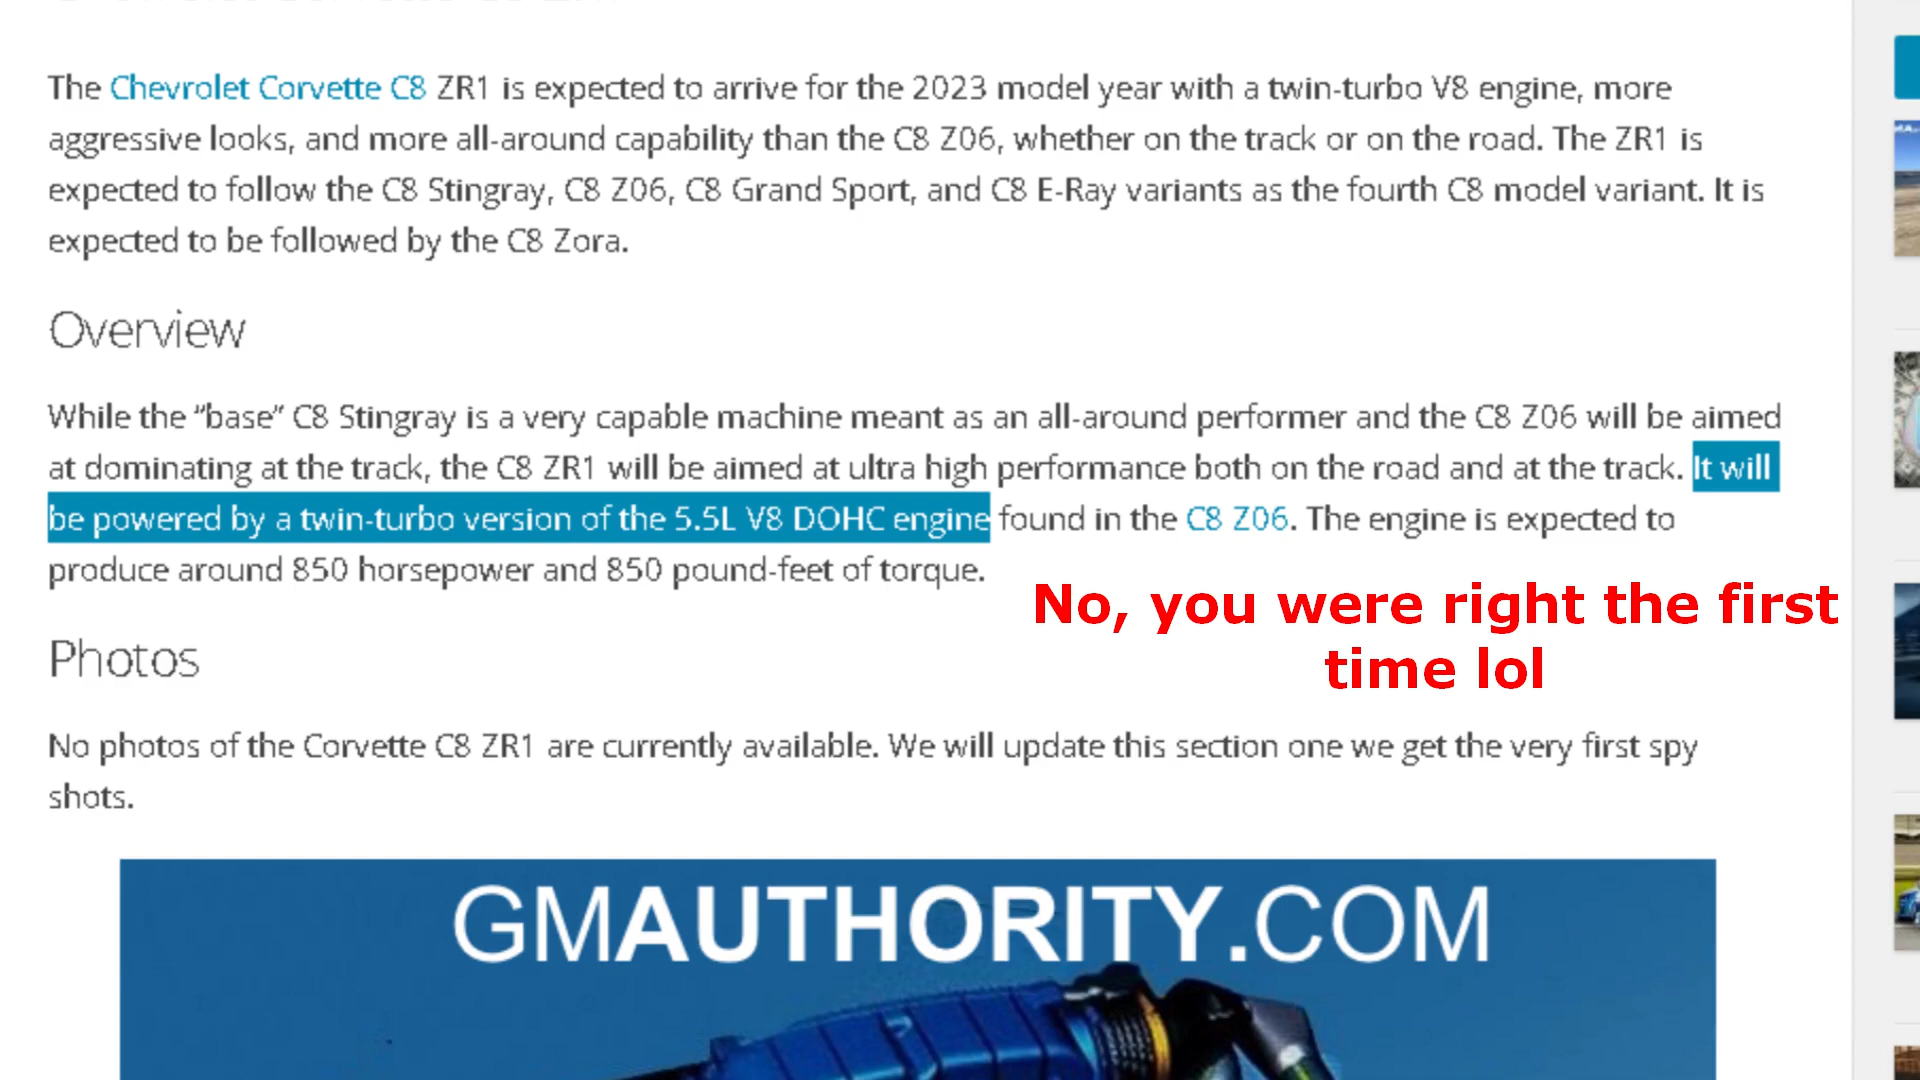 The Chevrolet Corvette C8 ZR1 is expected to arrive for the 2023 model year with a twin-turbo V8 engine, more
aggressive looks, and more all-around capability than the C8 Z06, whether on the track or on the road. The ZR1 is
expected to follow the C8 Stingray, C8 Z06, C8 Grand Sport, and C8 E-Ray variants as the fourth C8 model variant. It is
expected to be followed by the C8 Zora.
Overview
While the “base” C8 Stingray is a very capable machine meant as an all-around performer and the C8 Z06 will be aimed
at dominating at the track, the C8 ZR1 will be aimed at ultra high performance both on the road and at the track. It will
be powered by a twin-turbo version of the 5.5L V8 DOHC engine found in the C8 Z06. The engine is expected to
produce around 850 horsepower and 850 pound-feet of torque.
No, you were right the first
time lol
Photos
No photos of the Corvette C8 ZR1 are currently available. We will update this section one we get the very first spy
shots.
GMAUTHORITY.COM